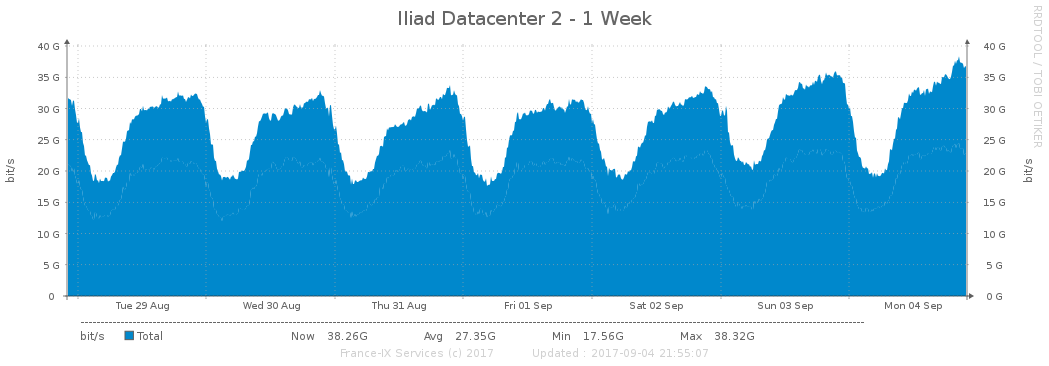 Iliad Datacenter 2 - 1 Week
RRDTOOL / TOBI OETIKER
40 G 40 G
35 G 35 G
30 G 30 G
25 G 25 G
20 G 20 G
15 G 15 G
10 G 10 G
5 G 5 G
0 0 G
bit/s bit/s
Tue 29 Aug Wed 30 Aug Thu 31 Aug Fri 01 Sep Sat 02 Sep Sun 03 Sep Mon 04 Sep
bit/s Total Now 38.26G Avg 27.35G Min 17.56G Max 38.32G
France-IX Services (c) 2017 Updated : 2017-09-04 21:55:07